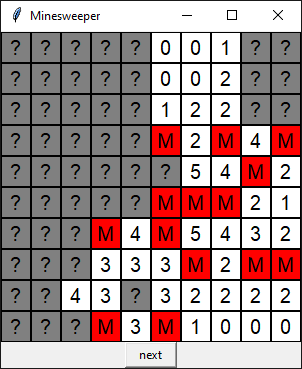 Minesweeper
? ? ? ? ? 0 0 1 ? ?
? ? ? ? ? 0 0 2 ? ?
? ? ? ? ? 1 2 2 ? ?
? ? ? ? ? M 2 M 4 M
? ? ? ? ? ? 5 4 M 2
? ? ? ? ? M M M 2 1
? ? ? M 4 M 5 4 3 2
? ? ? 3 3 3 M 2 M M
? ? 4 3 ? 3 2 2 2 2
? ? ? M 3 M 1 0 0 0
next